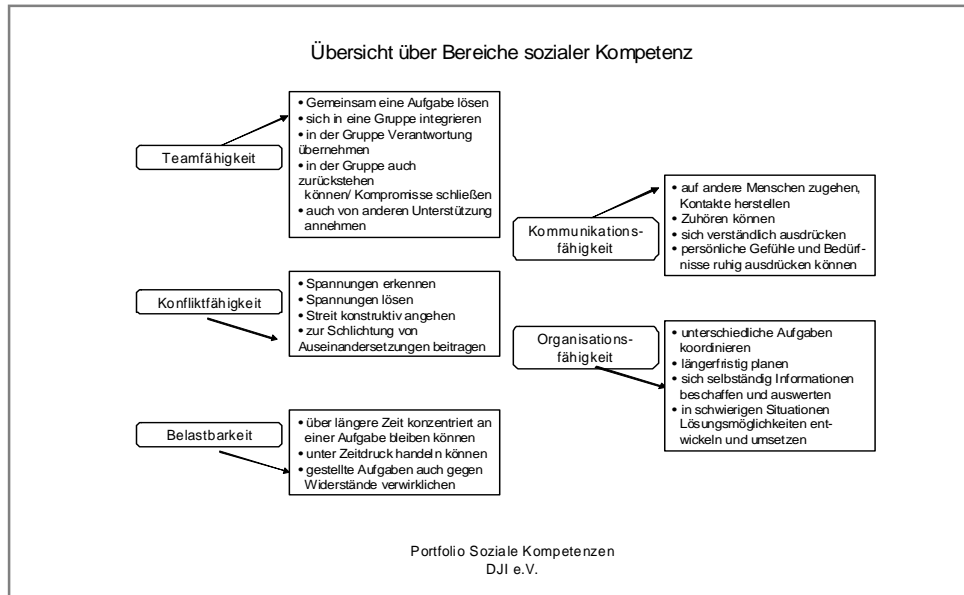 Übersicht über Bereiche sozialer Kompetenz
Teamfähigkeit
• Gemeinsam eine Aufgabe lösen
• sich in eine Gruppe integrieren
• in der Gruppe Verantwortung
übernehmen
• in der Gruppe auch
zurückstehen
können/ Kompromisse schließen
• auch von anderen Unterstützung
annehmen
Konfliktfähigkeit
• Spannungen erkennen
• Spannungen lösen
• Streit konstruktiv angehen
• zur Schlichtung von
Auseinandersetzungen beitragen
Belastbarkeit
• über längere Zeit konzentriert an
einer Aufgabe bleiben können
• unter Zeitdruck handeln können
• gestellte Aufgaben auch gegen
Widerstände verwirklichen
Kommunikations-
fähigkeit
• auf andere Menschen zugehen,
Kontakte herstellen
• Zuhören können
• sich verständlich ausdrücken
• persönliche Gefühle und Bedürf-
nisse ruhig ausdrücken können
Organisations-
fähigkeit
• unterschiedliche Aufgaben
koordinieren
• längerfristig planen
• sich selbständig Informationen
beschaffen und auswerten
• in schwierigen Situationen
Lösungsmöglichkeiten ent-
wickeln und umsetzen
Portfolio Soziale Kompetenzen
DJI e.V.